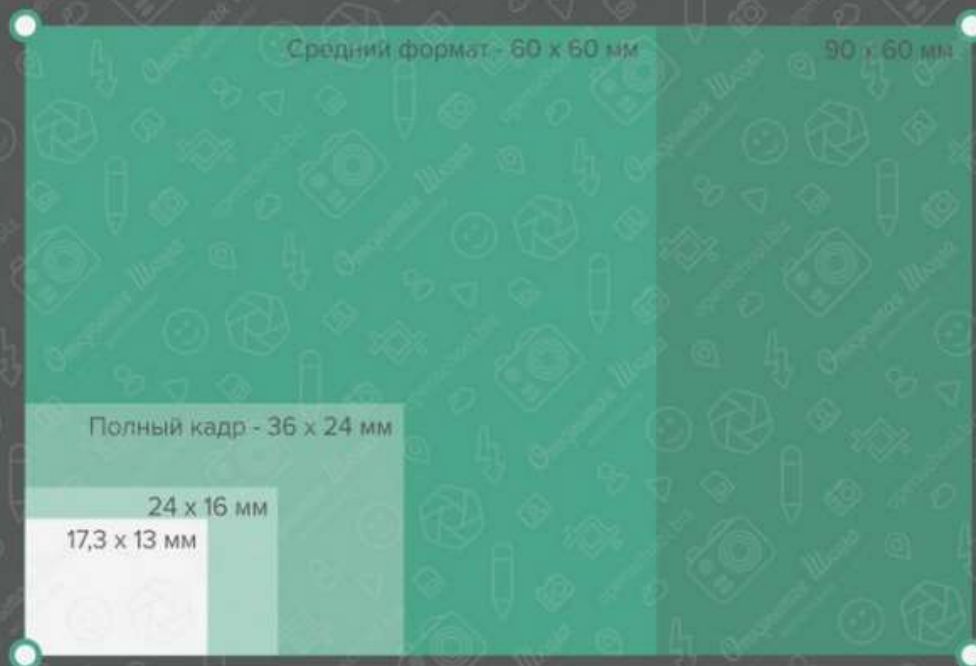 Средний формат - 60 х 60 мм
90 х 60 мм
Полный кадр - 36 х 24 мм
24 х 16 мм
17,3 х 13 мм